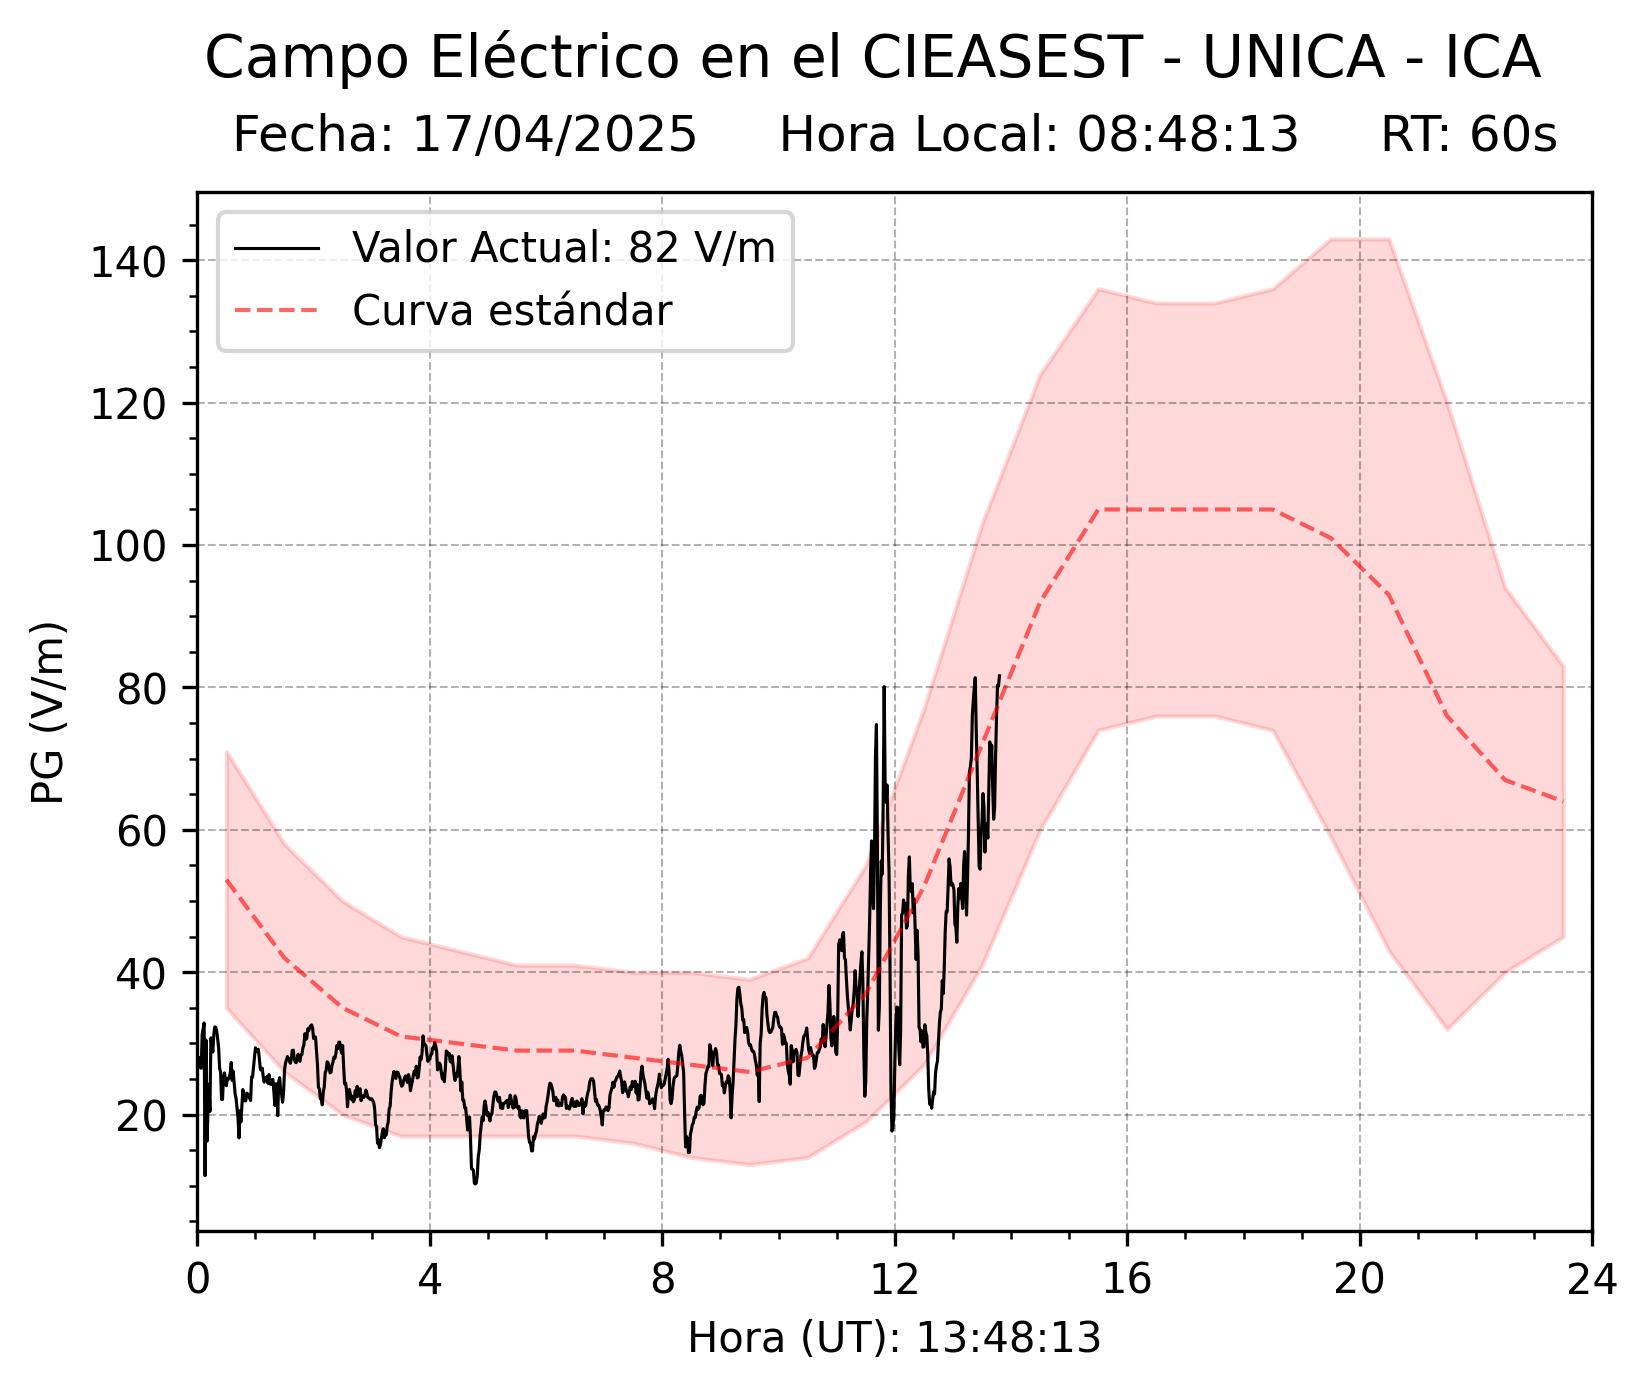 Campo Eléctrico en el CIEASEST - UNICA - ICA
Fecha: 17/04/2025 Hora Local: 08:48:13 RT: 60s
Valor Actual: 82 V/m
Curva estándar
140
120
100
80
60
40
20
PG (V/m)
0 4 8 12 16 20 24
Hora (UT): 13:48:13